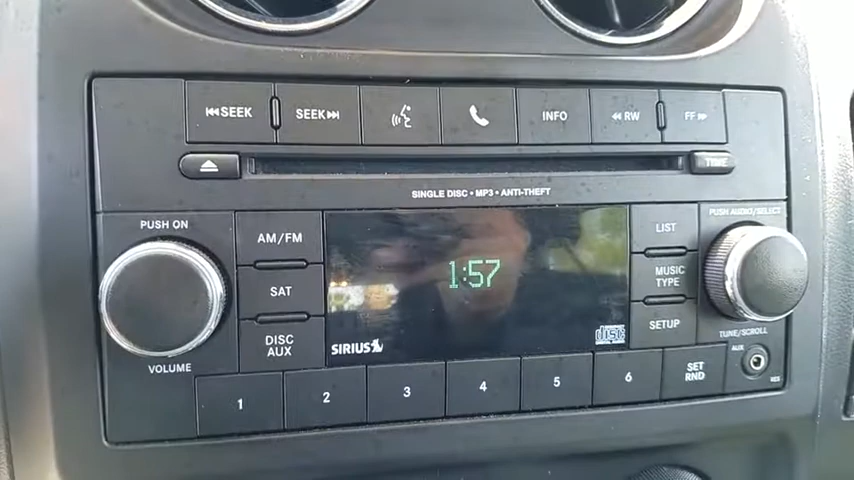 SEEK
SEEK
INFO
RW
FF
TIME
SINGLE DISC • MP3 • ANTI-THEFT
PUSH ON
AM/FM
LIST
PUSH AUDIO/SELECT
SAT
1:57
MUSIC
TYPE
DISC
AUX
SIRIUS
disc
SETUP
TUNE/SCROLL
VOLUME
AUX
1
2
3
4
5
6
SET
RND